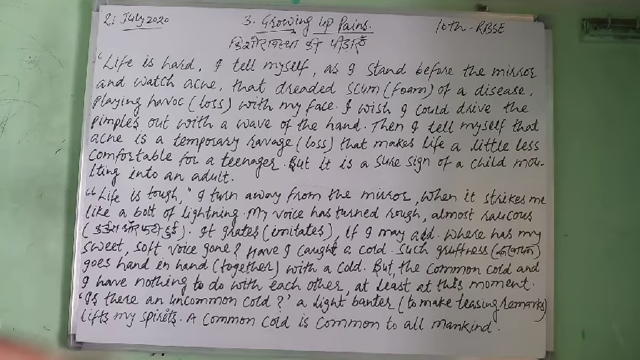 21 July 2020 3. Growing Up Pains. 10th- RBSE
किशोरावस्था की पीड़ाएँ
"Life is hard, I tell myself, as I stand before the mirror
and watch acne, that dreaded scum (foam) of a disease,
playing havoc (loss) with my face. I wish I could drive the
pimples out with a wave of the hand. Then I tell myself that
acne is a temporary ravage (loss) that makes life a little less
comfortable for a teenager. But it is a sure sign of a child mou-
lting into an adult.
"Life is tough," I turn away from the mirror, when it strikes me
like a bolt of lightning. My voice has turned rough, almost raucous
It grates (imitates), if I may add. Where has my
sweet, soft voice gone? Have I caught a cold. Such gruffness
goes hand in hand (together) with a cold. But the common cold and
I have nothing to do with each other, at least at this moment.
"Is there an uncommon cold?" a light banter (to make teasing remarks)
lifts my spirits. A common cold is common to all mankind.